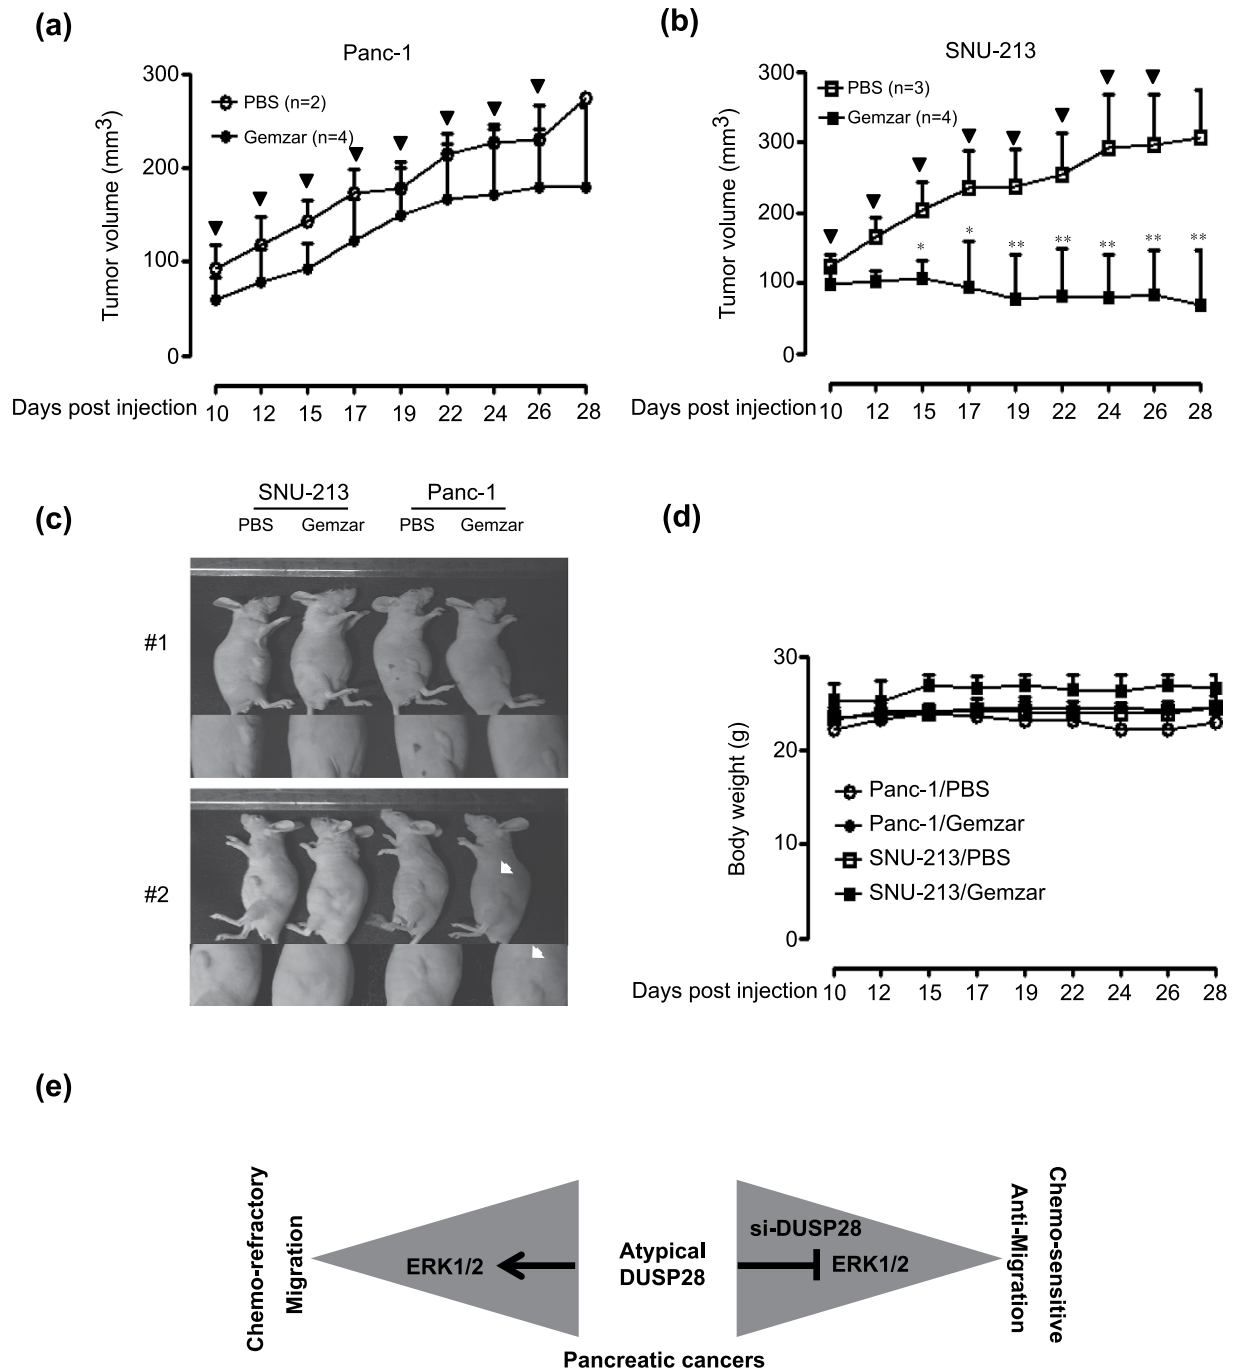 (a)
Panc-1
300
200
100
0
Tumor volume (mm3)
PBS (n=2)
Gemzar (n=4)
Days post injection
10 12 15 17 19 22 24 26 28
(b)
SNU-213
300
300
200
100
0
Tumor volume (mm3)
PBS (n=3)
Gemzar (n=4)
* * ** ** ** ** **
Days post injection
10 12 15 17 19 22 24 26 28
(c)
SNU-213 Panc-1
PBS Gemzar PBS Gemzar
#1
#2
(d)
30
20
10
0
Body weight (g)
Panc-1/PBS
Panc-1/Gemzar
SNU-213/PBS
SNU-213/Gemzar
Days post injection
10 12 15 17 19 22 24 26 28
(e)
Chemo-refractory
Migration
ERK1/2
Atypical
DUSP28
si-DUSP28
ERK1/2
Anti-Migration
Chemo-sensitive
Pancreatic cancers